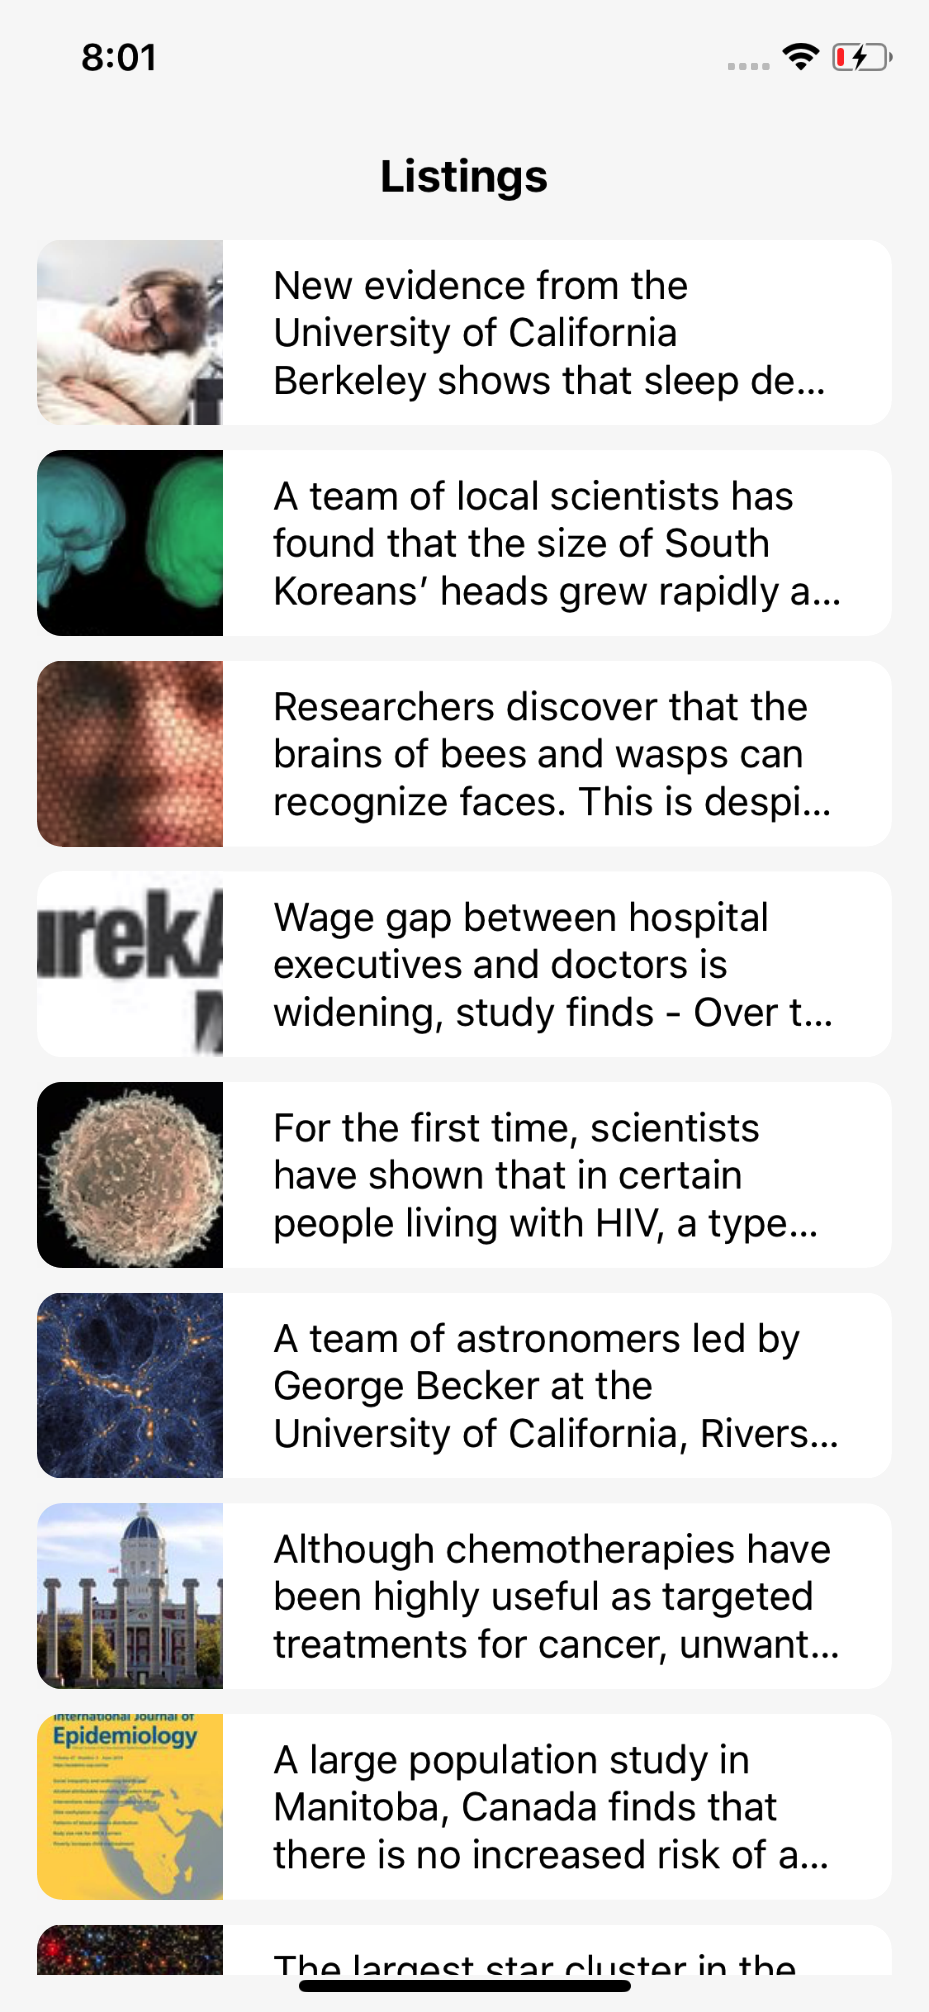 8:01
Listings
New evidence from the
University of California
Berkeley shows that sleep de...
A team of local scientists has
found that the size of South
Koreans’ heads grew rapidly a...
Researchers discover that the
brains of bees and wasps can
recognize faces. This is despi...
urekA
Wage gap between hospital
executives and doctors is
widening, study finds - Over t...
For the first time, scientists
have shown that in certain
people living with HIV, a type...
A team of astronomers led by
George Becker at the
University of California, Rivers...
Although chemotherapies have
been highly useful as targeted
treatments for cancer, unwant...
International Journal of
Epidemiology
A large population study in
Manitoba, Canada finds that
there is no increased risk of a...
The largest star cluster in the